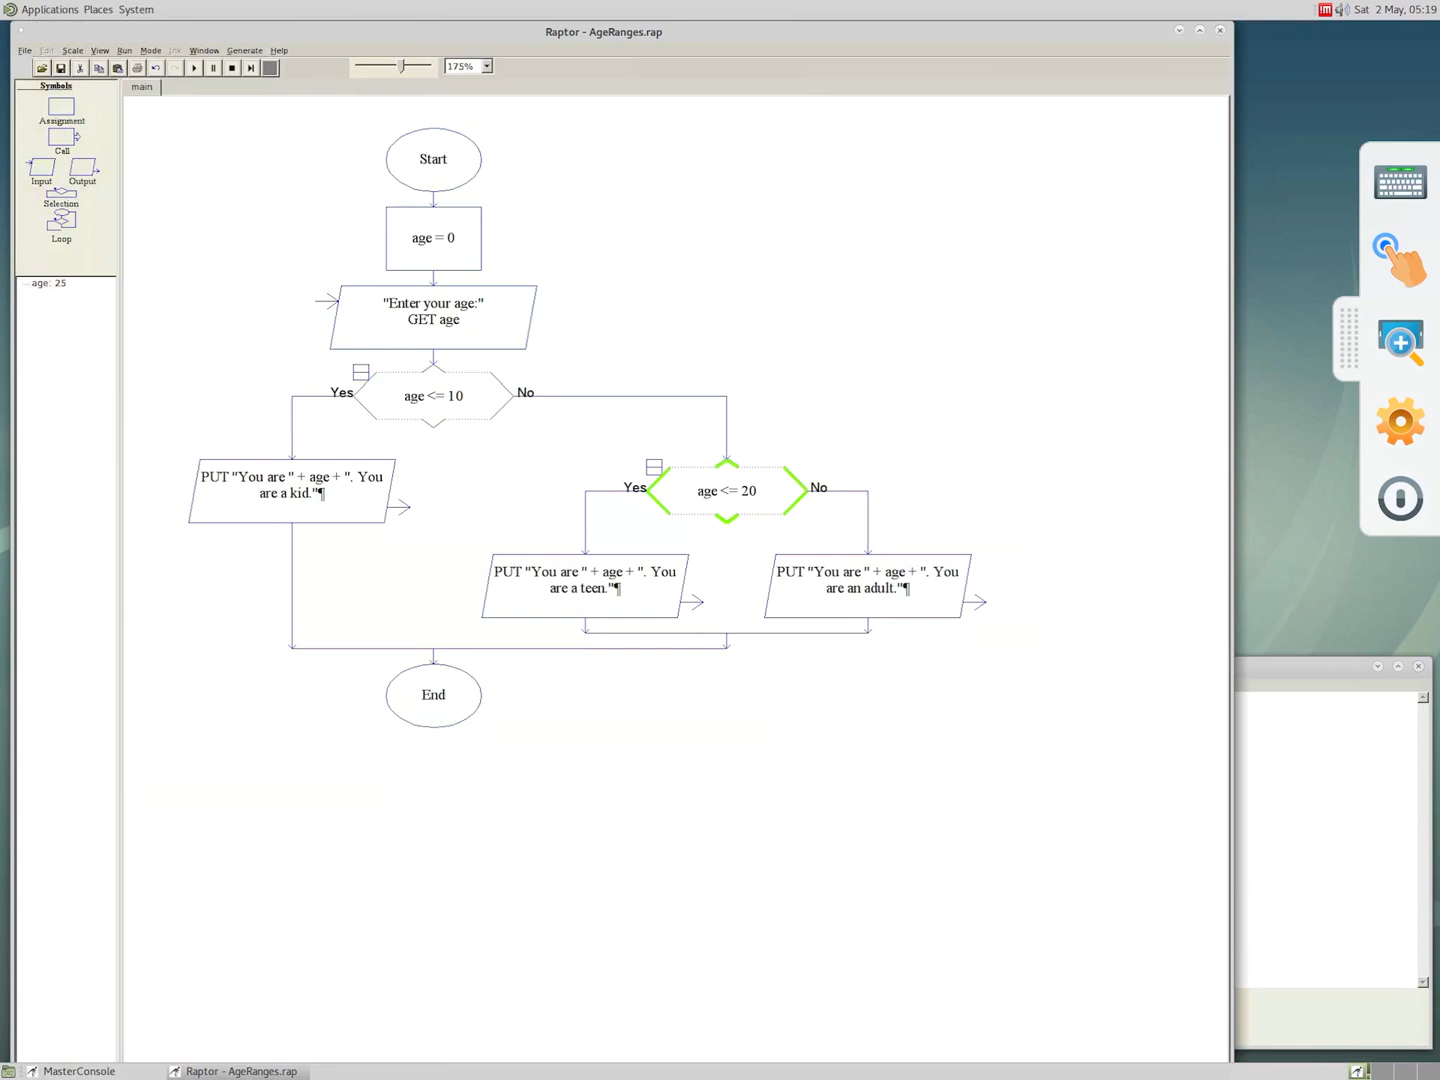 Applications Places System
Sat 2 May, 05:19
Raptor - AgeRanges.rap
File Edit Scale View Run Mode Ink Window Generate Help
175%
Symbols
main
Assignment
Call
Input Output
Selection
Loop
age: 25
Start
age = 0
"Enter your age:"
GET age
Yes
age <= 10
No
PUT "You are " + age + ". You
are a kid."¶
Yes
age <= 20
No
PUT "You are " + age + ". You
are a teen."¶
PUT "You are " + age + ". You
are an adult."¶
End
MasterConsole
Raptor - AgeRanges.rap